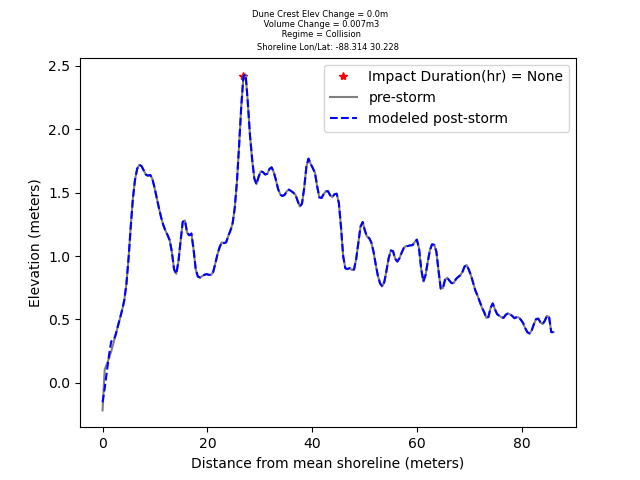 Dune Crest Elev Change = 0.0m
Volume Change = 0.007m3
Regime = Collision
Shoreline Lon/Lat: -88.314 30.228
Impact Duration(hr) = None
pre-storm
modeled post-storm
2.5
2.0
1.5
1.0
0.5
0.0
Elevation (meters)
0 20 40 60 80
Distance from mean shoreline (meters)